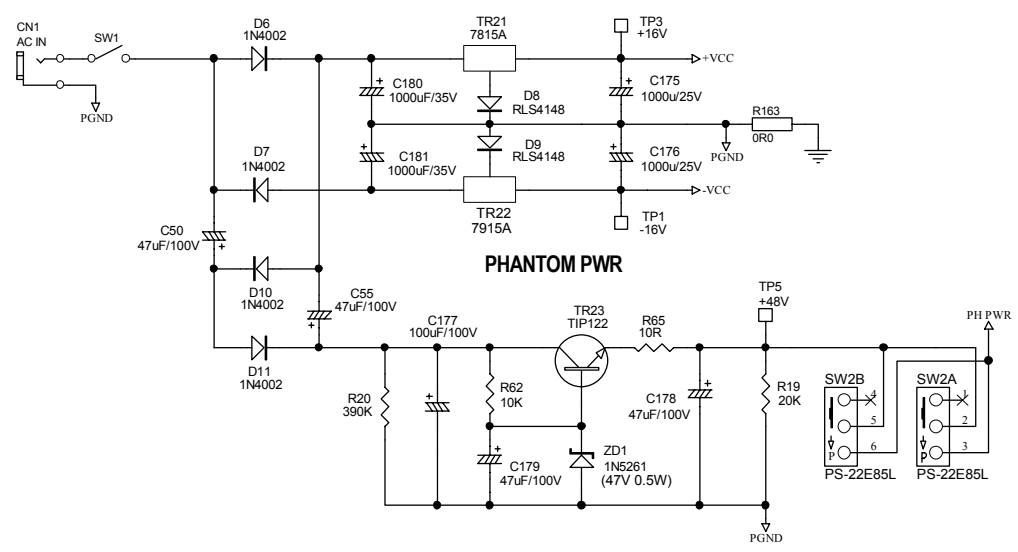 CN1
AC IN
SW1
PGND
D6
1N4002
C180
1000uF/35V
TR21
7815A
D8
RLS4148
TP3
+16V
+VCC
C175
1000u/25V
D7
1N4002
C181
1000uF/35V
D9
RLS4148
C176
1000u/25V
PGND
R163
0R0
TR22
7915A
-VCC
TP1
-16V
C50
47uF/100V
PHANTOM PWR
D10
1N4002
C55
47uF/100V
D11
1N4002
C177
100uF/100V
TR23
TIP122
R65
10R
TP5
+48V
PH PWR
R20
390K
R62
10K
C178
47uF/100V
R19
20K
SW2B
4
5
6
P
PS-22E85L
SW2A
1
2
3
P
PS-22E85L
C179
47uF/100V
ZD1
1N5261
(47V 0.5W)
PGND